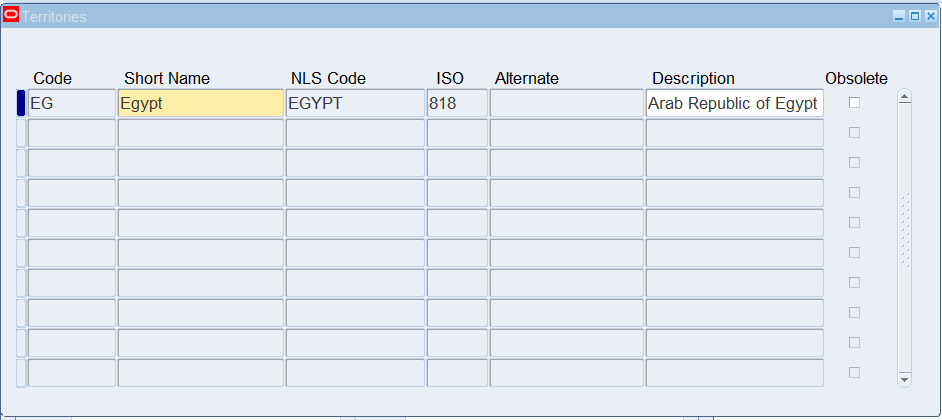 Territories
Code Short Name NLS Code ISO Alternate Description Obsolete
EG Egypt EGYPT 818 Arab Republic of Egypt